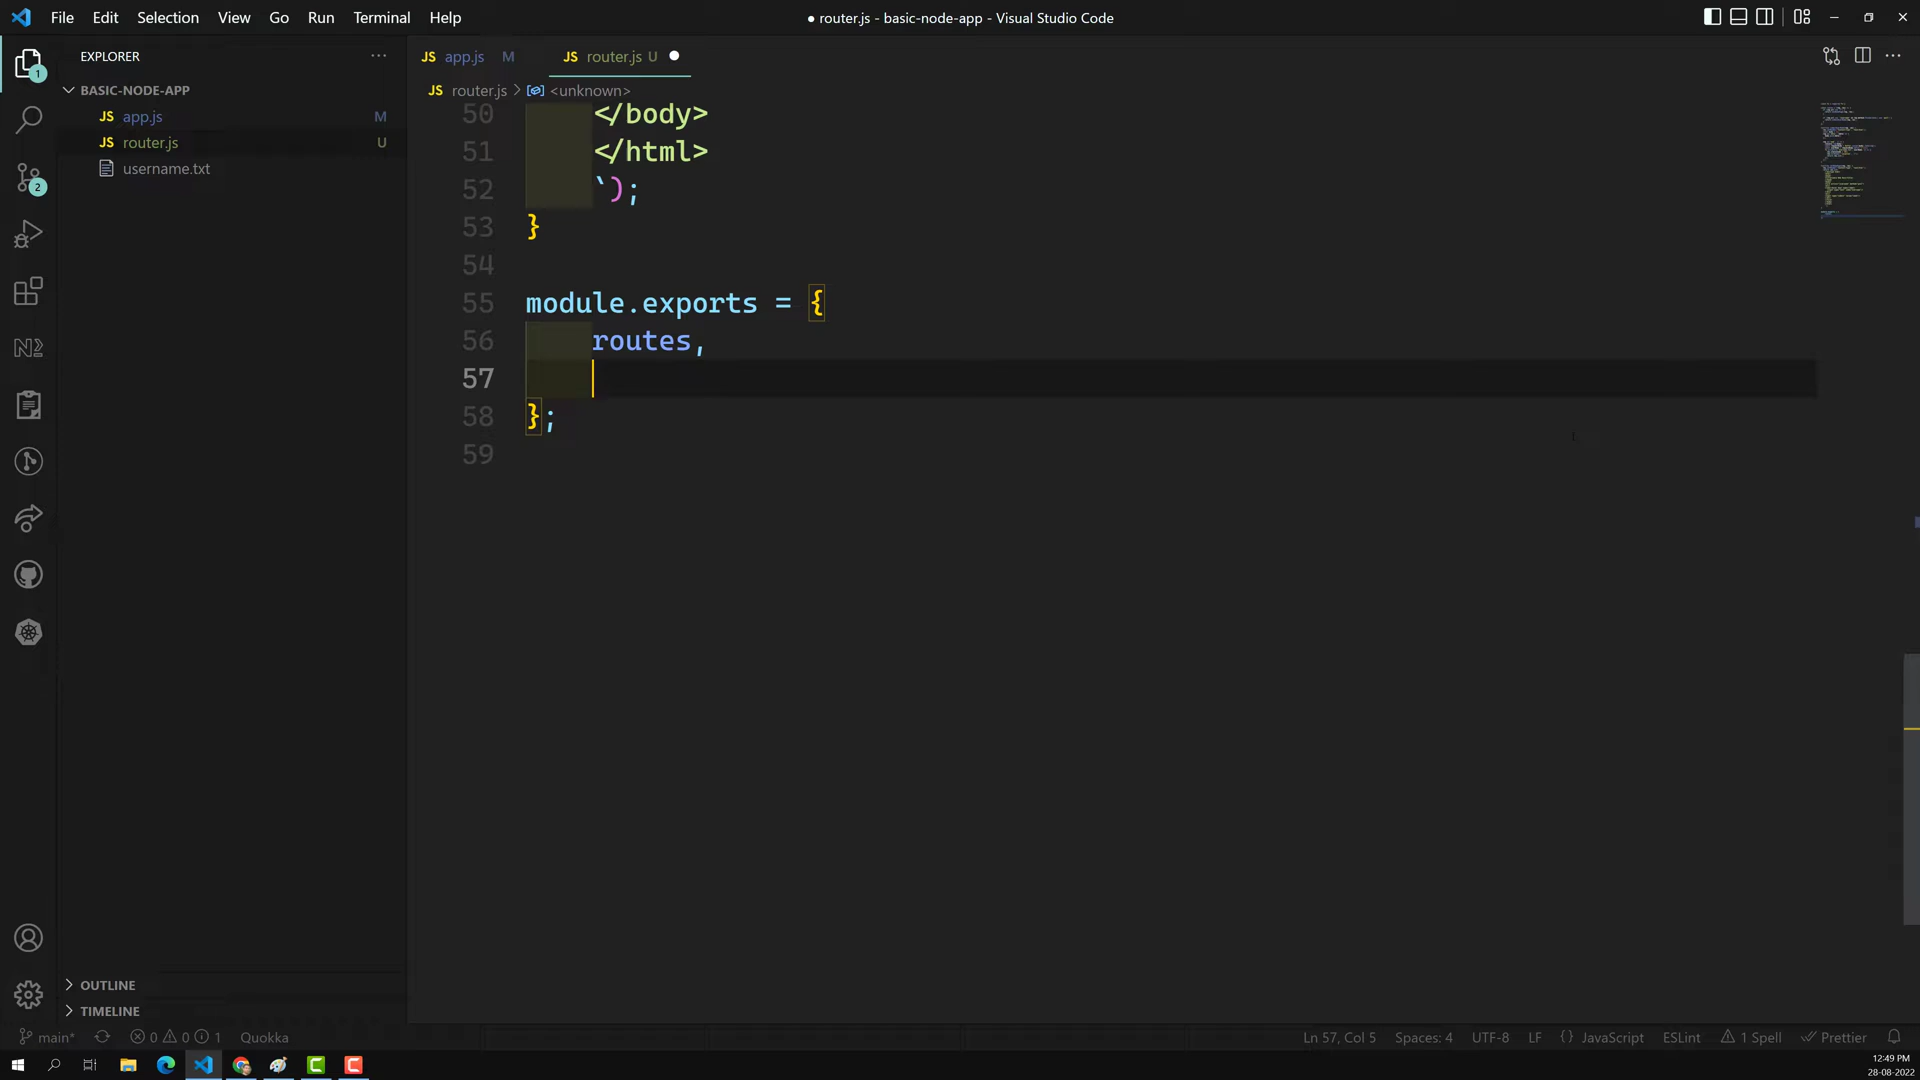 File Edit Selection View Go Run Terminal Help
● router.js - basic-node-app - Visual Studio Code
EXPLORER
BASIC-NODE-APP
JS app.js M
JS router.js U
username.txt
1
2
OUTLINE
TIMELINE
JS app.js M
JS router.js U
JS router.js > <unknown>
50 </body>
51 </html>
52 `);
53 }
54
55 module.exports = {
56 routes,
57
58 };
59
main* 0 0 1 Quokka
Ln 57, Col 5 Spaces: 4 UTF-8 LF {} JavaScript ESLint 1 Spell Prettier
12:49 PM
28-08-2022